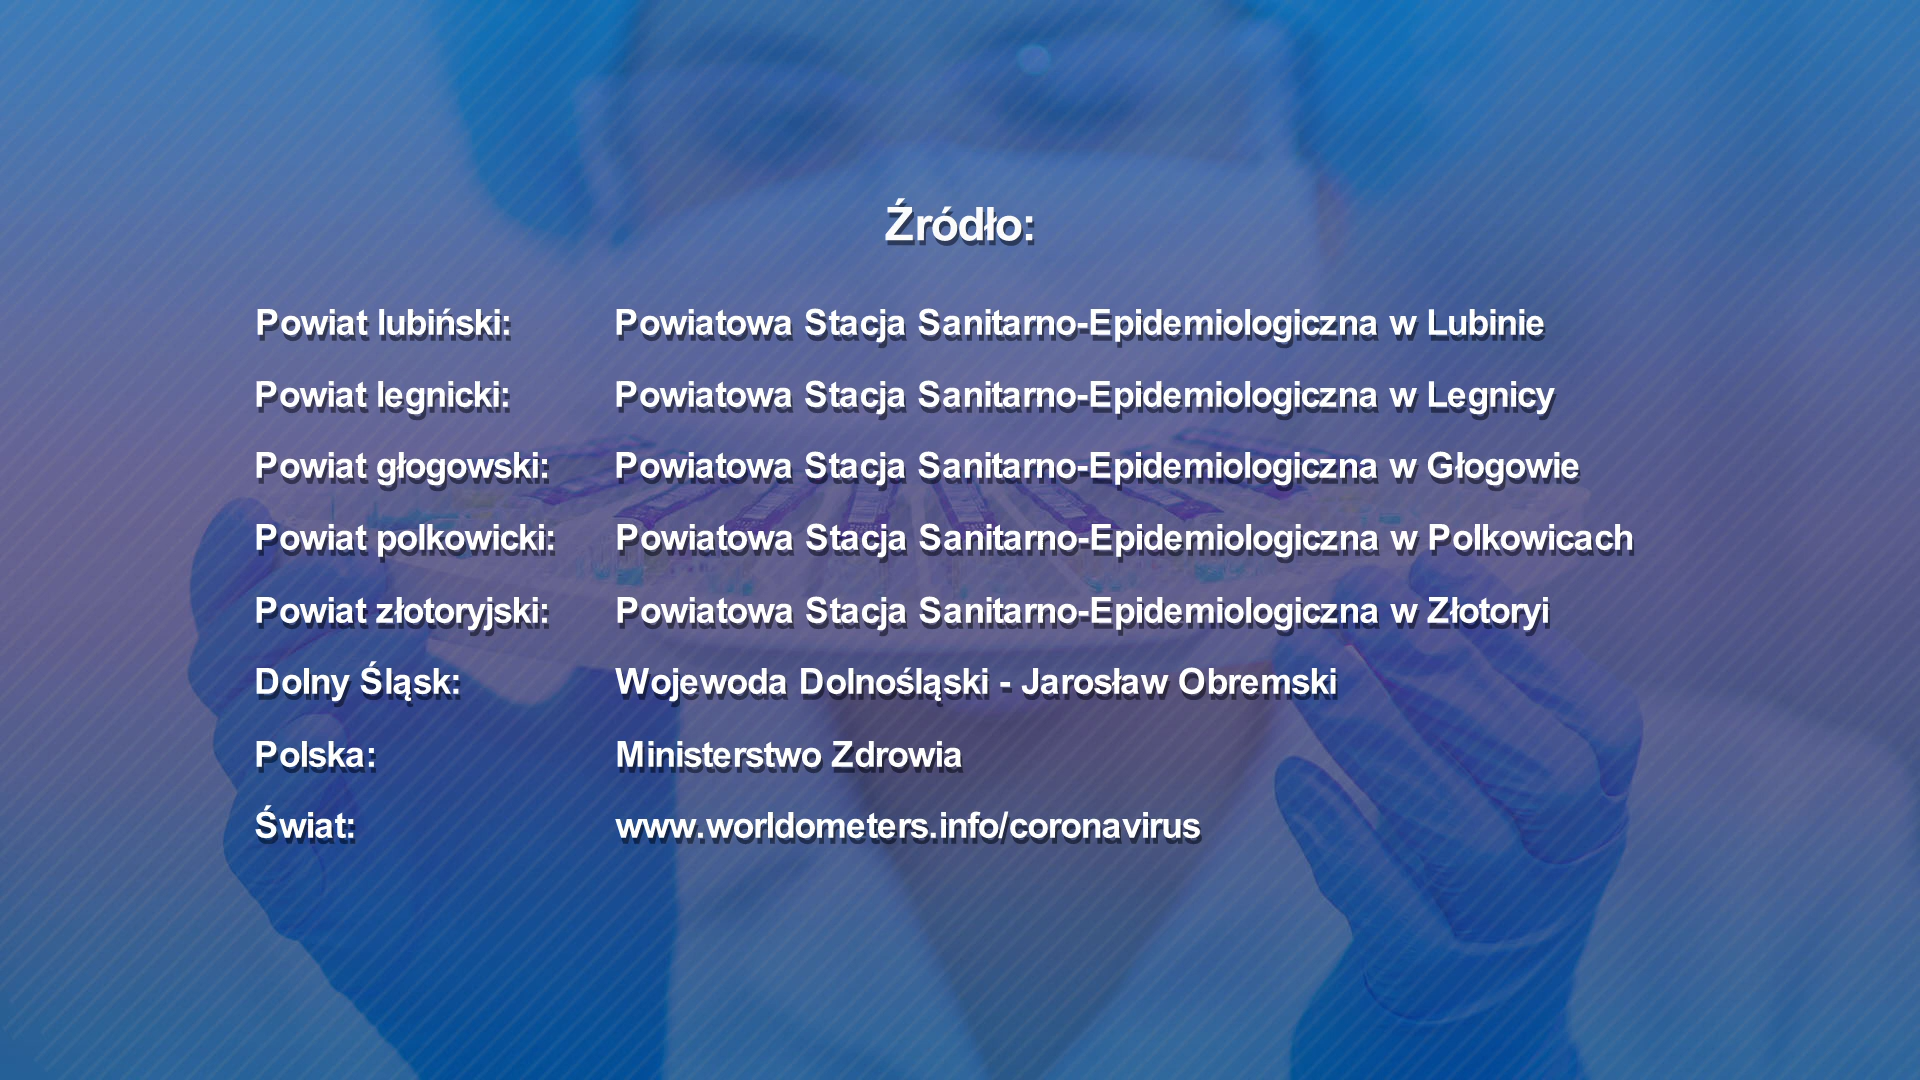 Źródło:
Powiat lubiński: Powiatowa Stacja Sanitarno-Epidemiologiczna w Lubinie
Powiat legnicki: Powiatowa Stacja Sanitarno-Epidemiologiczna w Legnicy
Powiat głogowski: Powiatowa Stacja Sanitarno-Epidemiologiczna w Głogowie
Powiat polkowicki: Powiatowa Stacja Sanitarno-Epidemiologiczna w Polkowicach
Powiat złotoryjski: Powiatowa Stacja Sanitarno-Epidemiologiczna w Złotoryi
Dolny Śląsk: Wojewoda Dolnośląski - Jarosław Obremski
Polska: Ministerstwo Zdrowia
Świat: www.worldometers.info/coronavirus